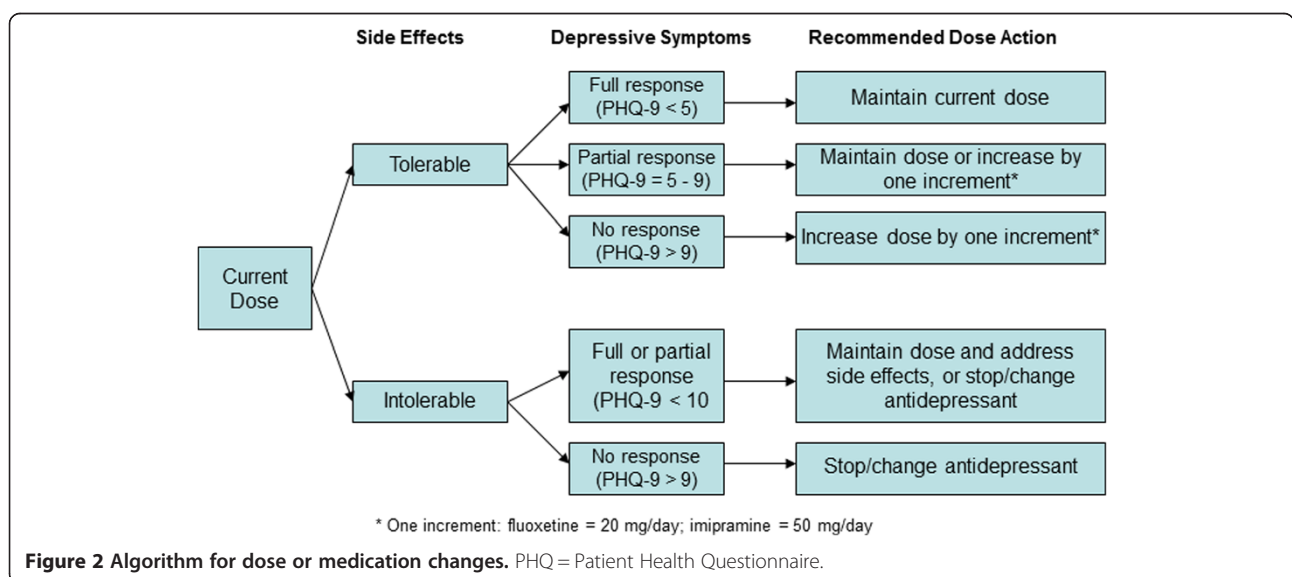 Side Effects
Depressive Symptoms
Recommended Dose Action
Full response
(PHQ-9 < 5)
Maintain current dose
Tolerable
Partial response
(PHQ-9 = 5 - 9)
Maintain dose or increase by
one increment*
No response
(PHQ-9 > 9)
Increase dose by one increment*
Current
Dose
Full or partial
response
(PHQ-9 < 10
Maintain dose and address
side effects, or stop/change
antidepressant
Intolerable
No response
(PHQ-9 > 9)
Stop/change antidepressant
* One increment: fluoxetine = 20 mg/day; imipramine = 50 mg/day
Figure 2 Algorithm for dose or medication changes. PHQ = Patient Health Questionnaire.